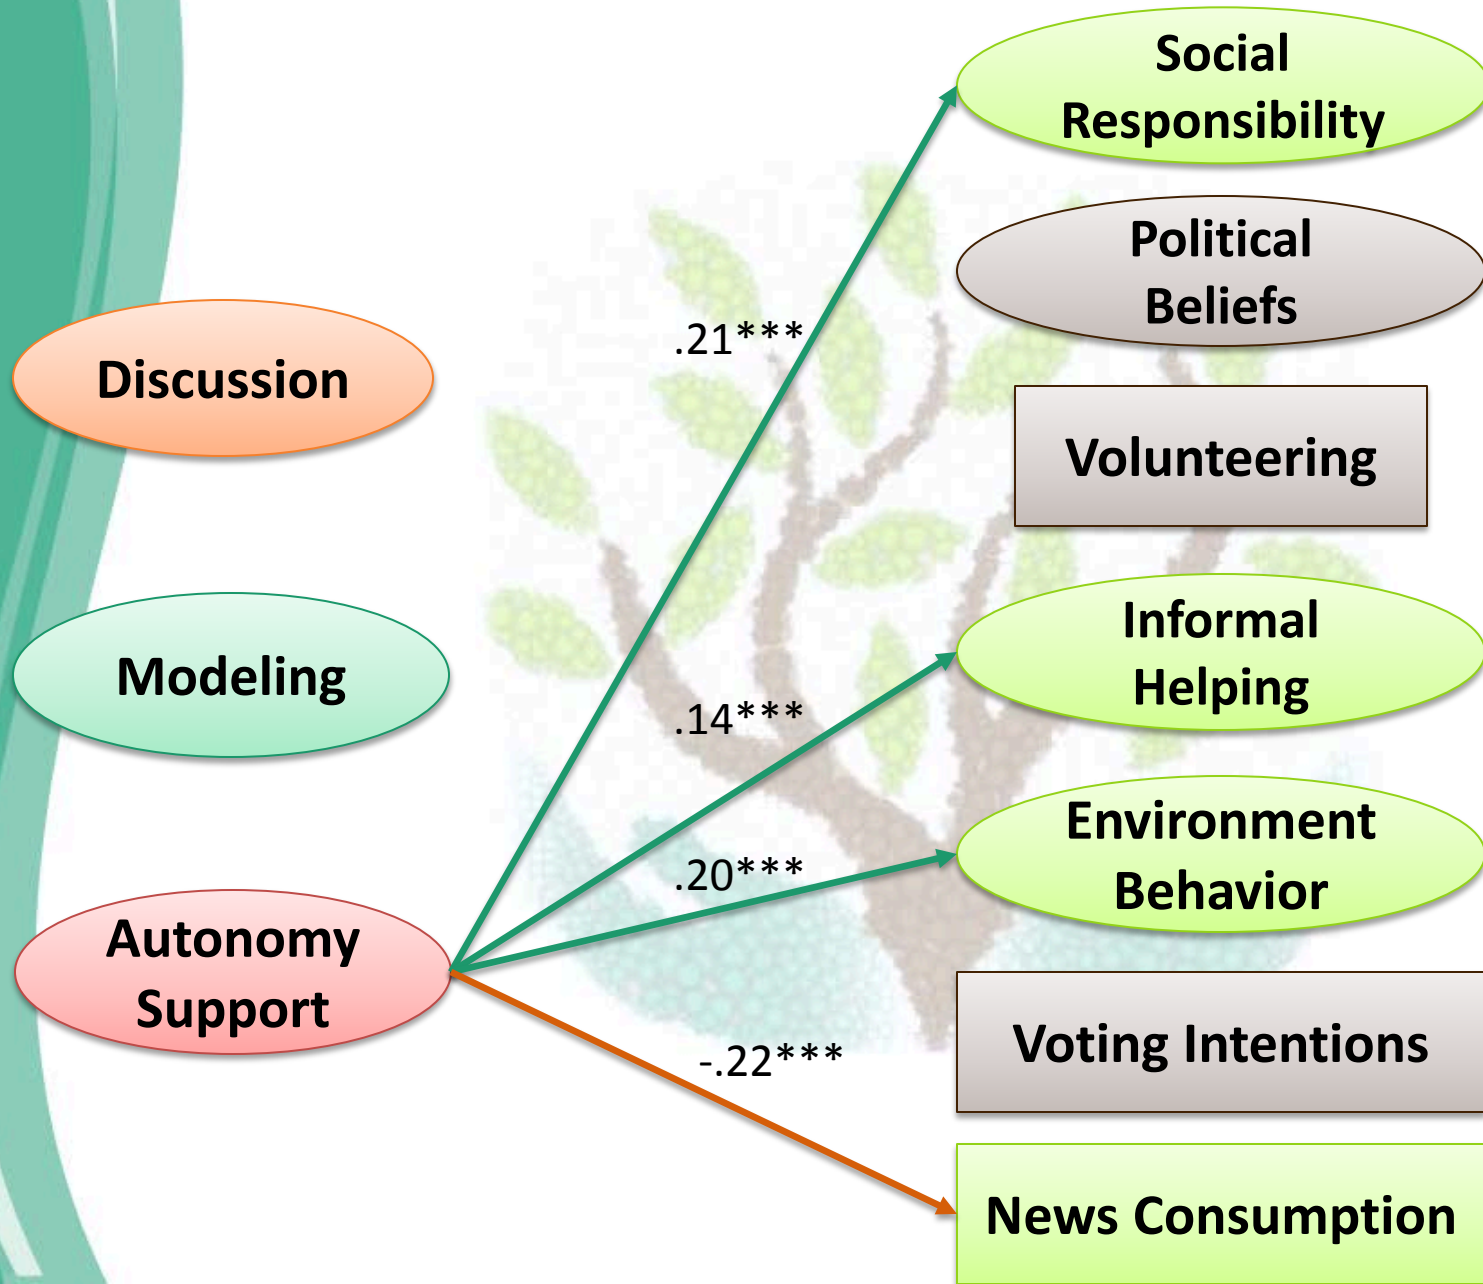 Social
Responsibility
Political
Beliefs
.21***
Discussion
Volunteering
Informal
Helping
Modeling
.14***
Environment
Behavior
.20***
Autonomy
Support
Voting Intentions
-.22***
News Consumption